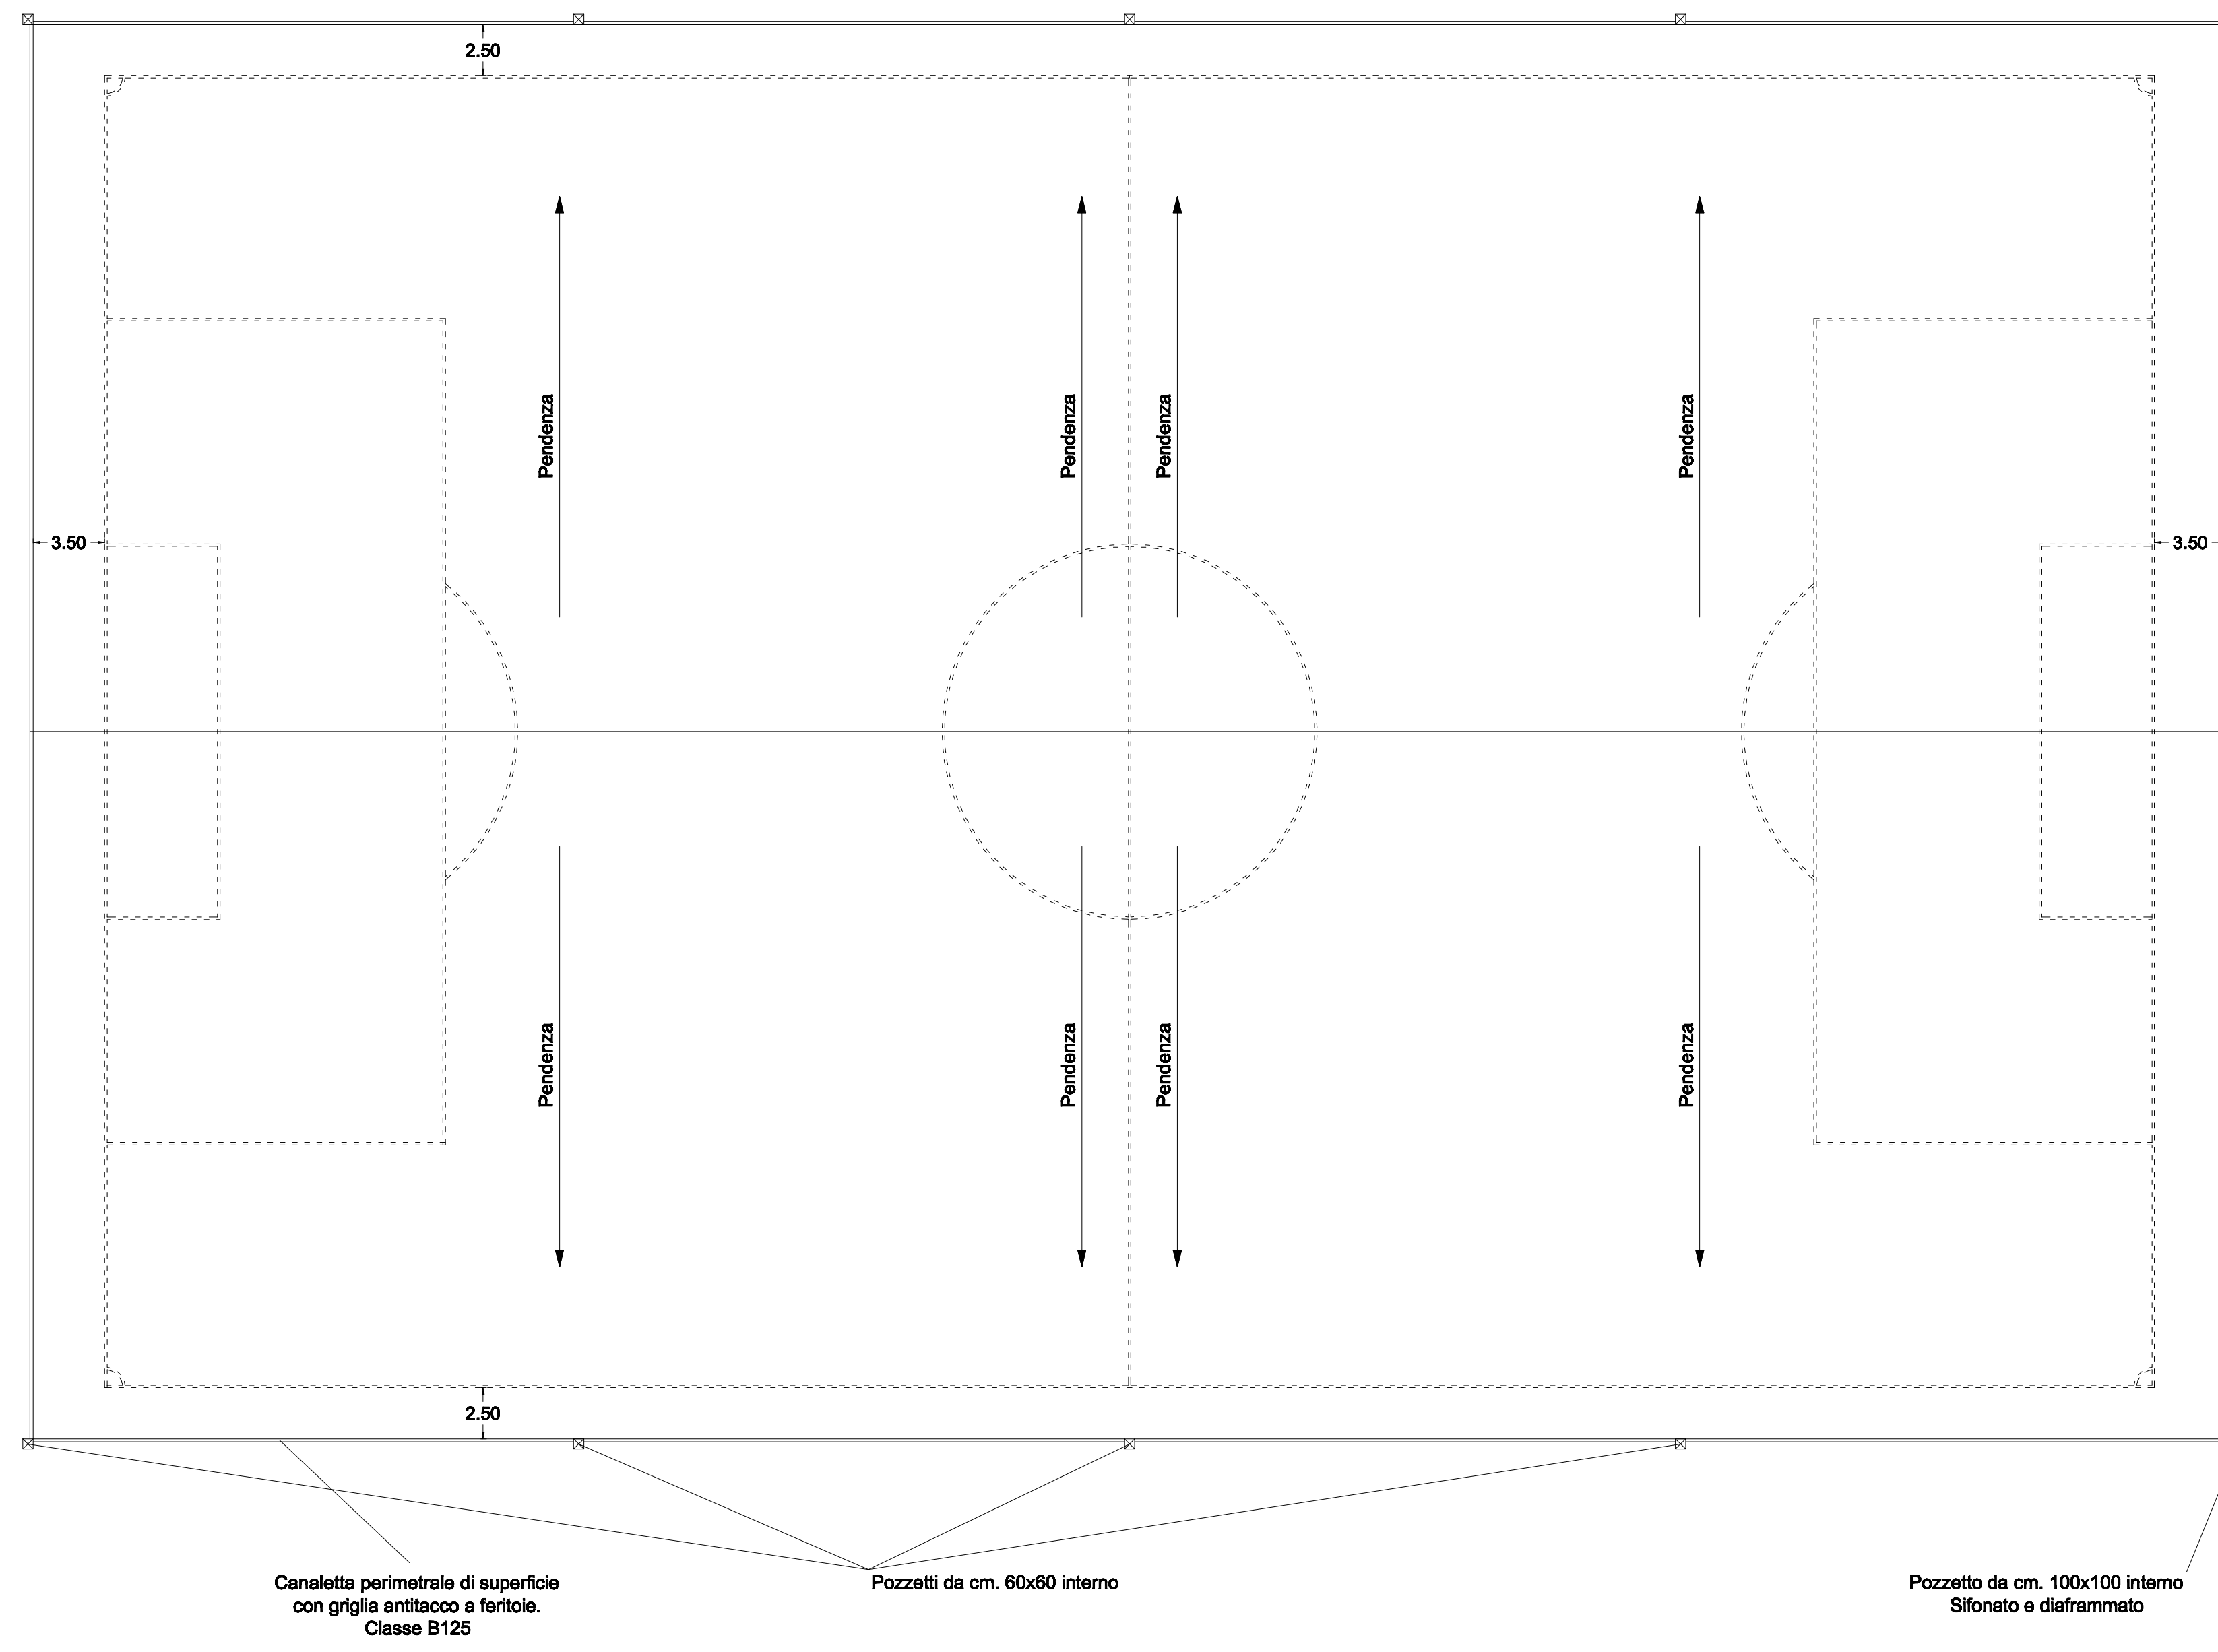 2.50
Pendenza
Pendenza
Pendenza
Pendenza
3.50
3.50
Pendenza
Pendenza
Pendenza
Pendenza
2.50
Canaletta perimetrale di superficie
con griglia antitacco a feritoie.
Classe B125
Pozzetti da cm. 60x60 interno
Pozzetto da cm. 100x100 interno
Sifonato e diaframmato